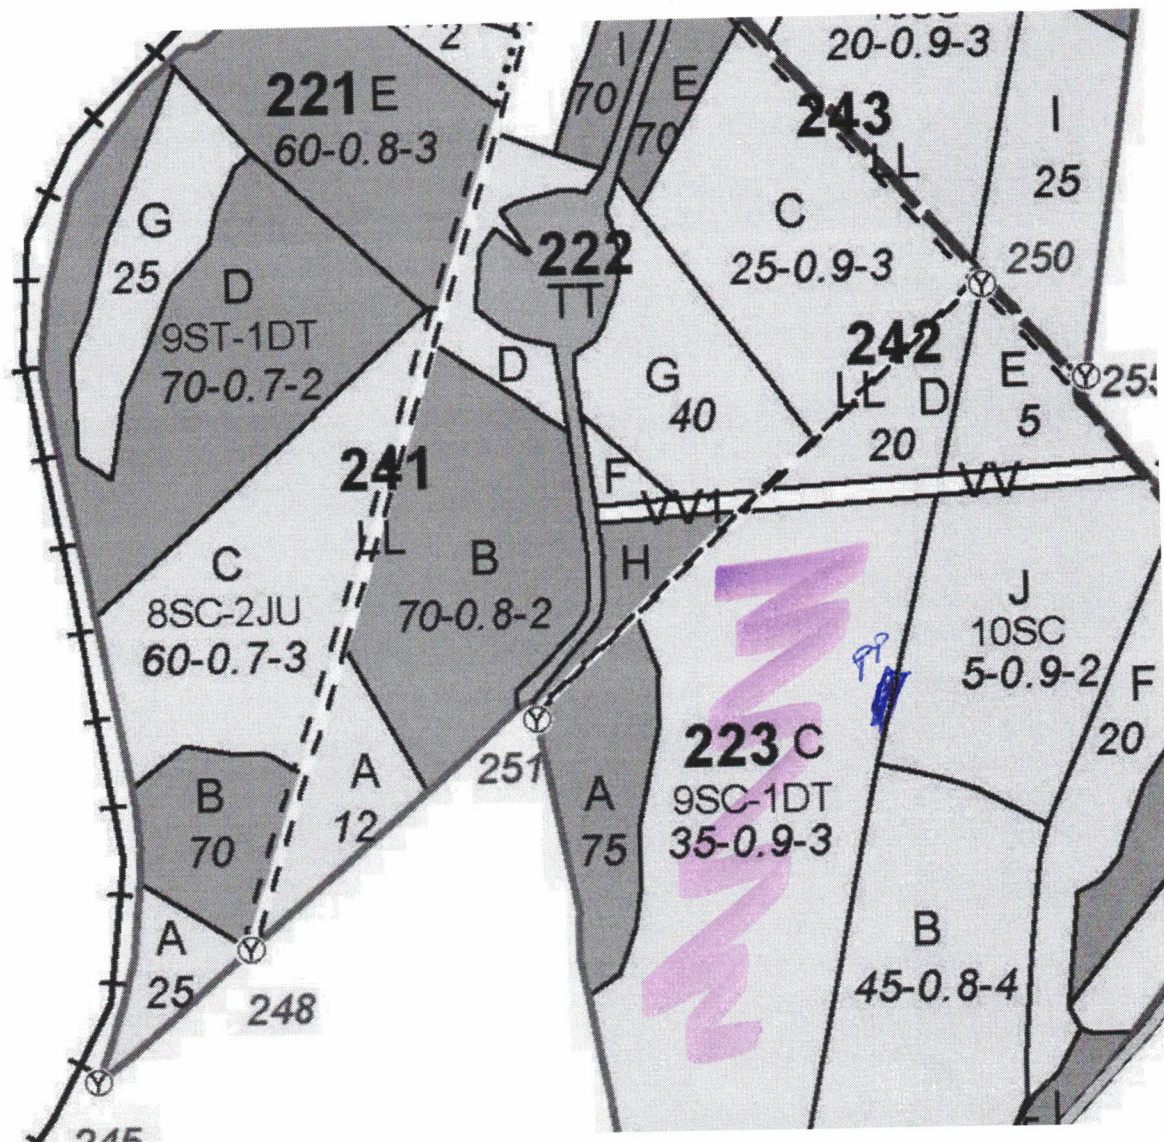 2
221 E
60-0.8-3
I
70
E
70
20-0.9-3
243
LL
I
25
G
25
D
9ST-1DT
70-0.7-2
222
TT
C
25-0.9-3
250
D
G
40
242
LL
D
20
E
5
255
241
LL
F
VV1
VV
C
8SC-2JU
60-0.7-3
B
70-0.8-2
H
J
10SC
5-0.9-2
PP
F
20
251
223 C
9SC-1DT
35-0.9-3
A
12
B
70
A
75
A
25
248
B
45-0.8-4
245